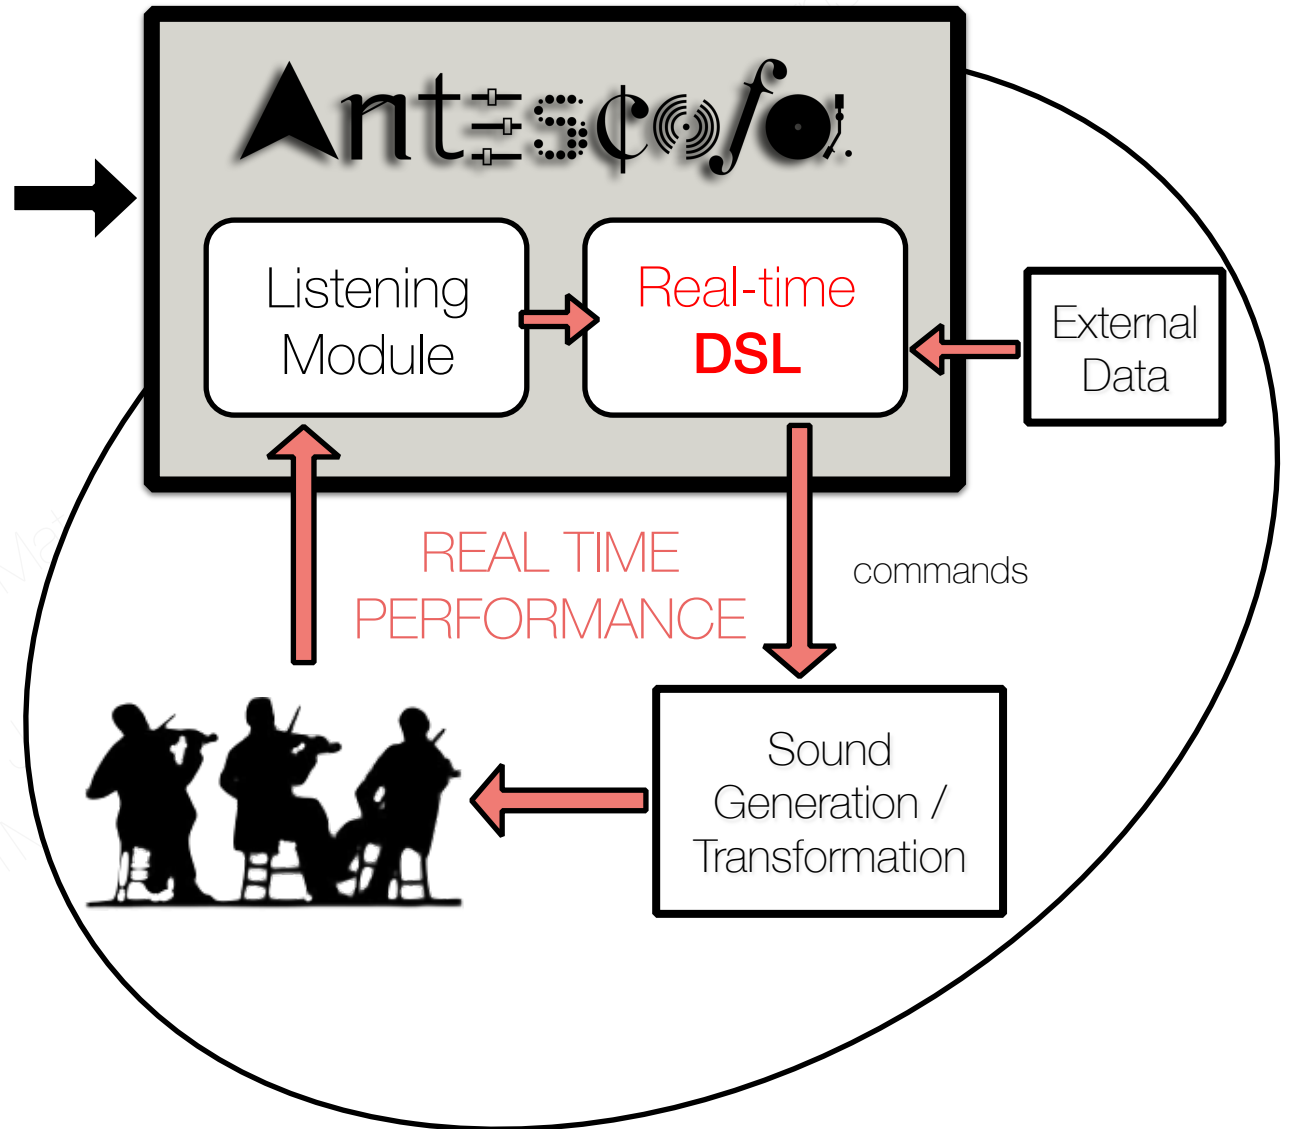 Antescofo
Listening
Module
Real-time
DSL
External
Data
REAL TIME
PERFORMANCE
commands
Sound
Generation /
Transformation